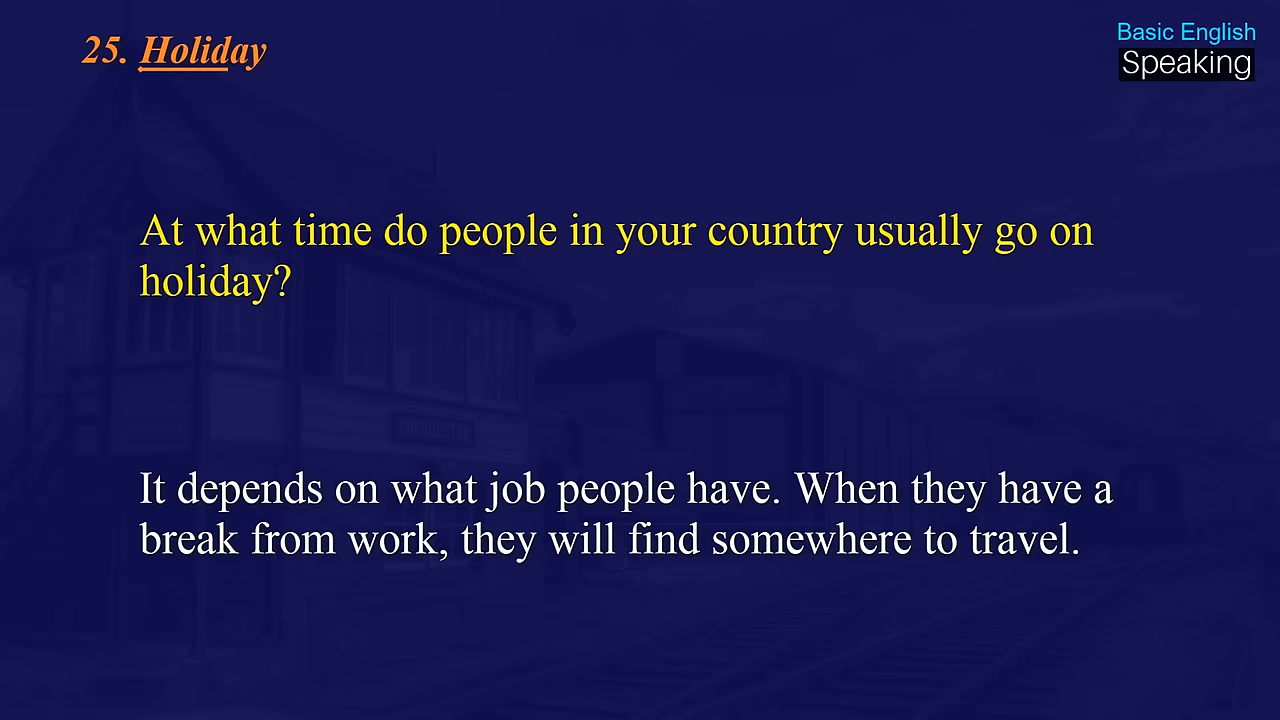 25. Holiday
Basic English
Speaking
At what time do people in your country usually go on
holiday?
It depends on what job people have. When they have a
break from work, they will find somewhere to travel.